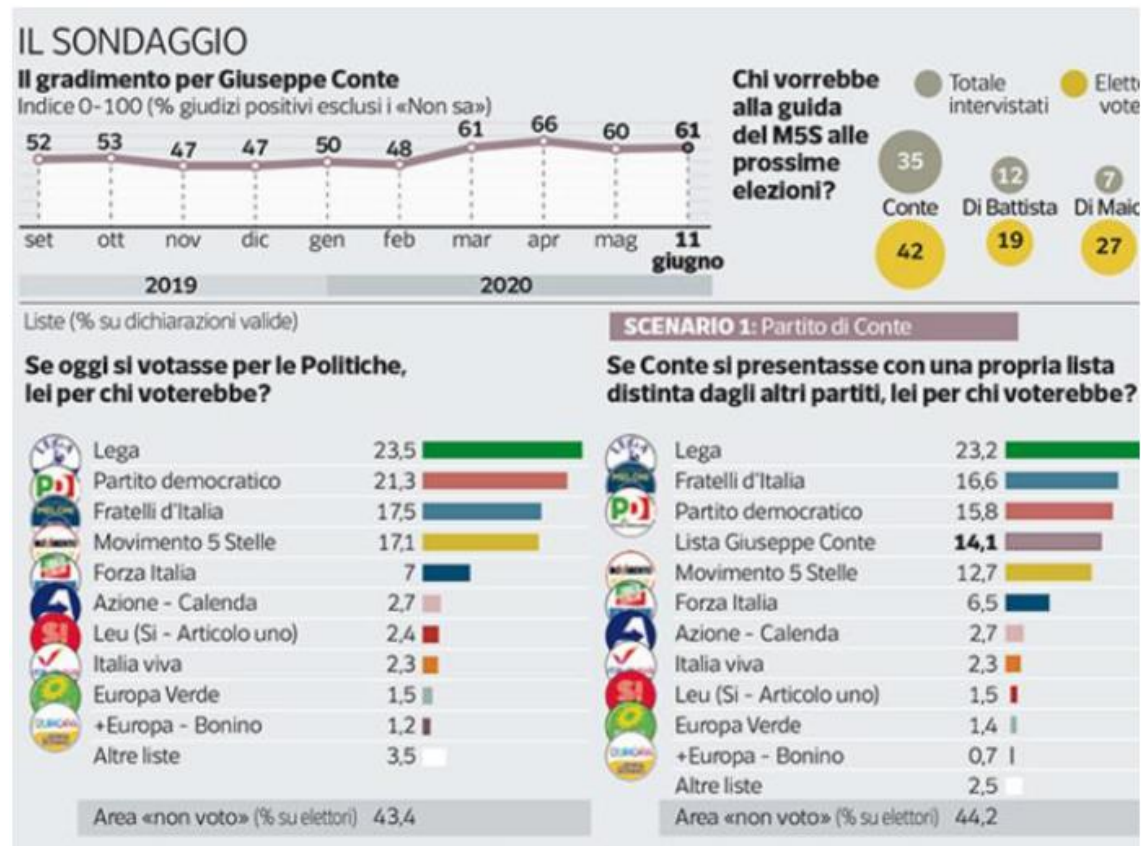 IL SONDAGGIO
Il gradimento per Giuseppe Conte
Indice 0-100 (% giudizi positivi esclusi i «Non sa»)
52 53 47 47 50 48 61 66 60 61
set ott nov dic gen feb mar apr mag 11 giugno
2019 2020
Chi vorrebbe
alla guida
del M5S alle
prossime
elezioni?
Totale
intervistati
Elett
vote
35 12 7
Conte Di Battista Di Maic
42 19 27
Liste (% su dichiarazioni valide)
Se oggi si votasse per le Politiche,
lei per chi voterebbe?
Lega 23,5
PD Partito democratico 21,3
Fratelli d'Italia 17,5
Movimento 5 Stelle 17,1
Forza Italia 7
Azione - Calenda 2,7
SI Leu (Si - Articolo uno) 2,4
Italia viva 2,3
Europa Verde 1,5
+Europa - Bonino 1,2
Altre liste 3,5
Area «non voto» (% su elettori) 43,4
SCENARIO 1: Partito di Conte
Se Conte si presentasse con una propria lista
distinta dagli altri partiti, lei per chi voterebbe?
Lega 23,2
Fratelli d'Italia 16,6
PD Partito democratico 15,8
Lista Giuseppe Conte 14,1
Movimento 5 Stelle 12,7
Forza Italia 6,5
Azione - Calenda 2,7
Italia viva 2,3
SI Leu (Si - Articolo uno) 1,5
Europa Verde 1,4
+Europa - Bonino 0,7
Altre liste 2,5
Area «non voto» (% su elettori) 44,2